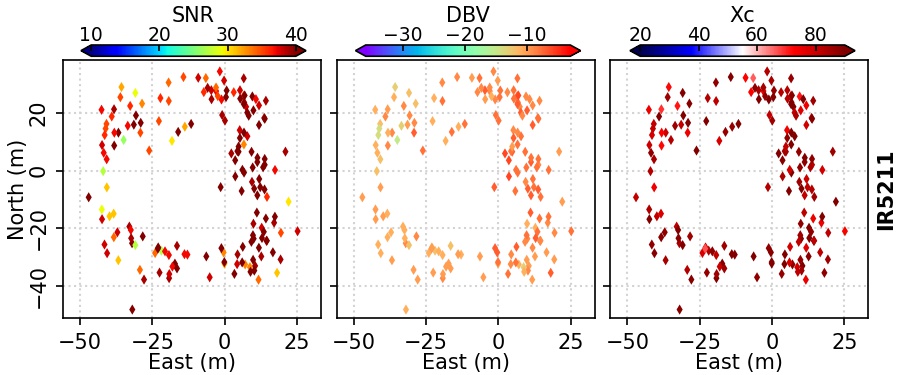 SNR DBV Xc
10 20 30 40 −30 −20 −10 20 40 60 80
North (m)
20
0
−20
−40
IR5211
−50 −25 0 25 −50 −25 0 25 −50 −25 0 25
East (m) East (m) East (m)